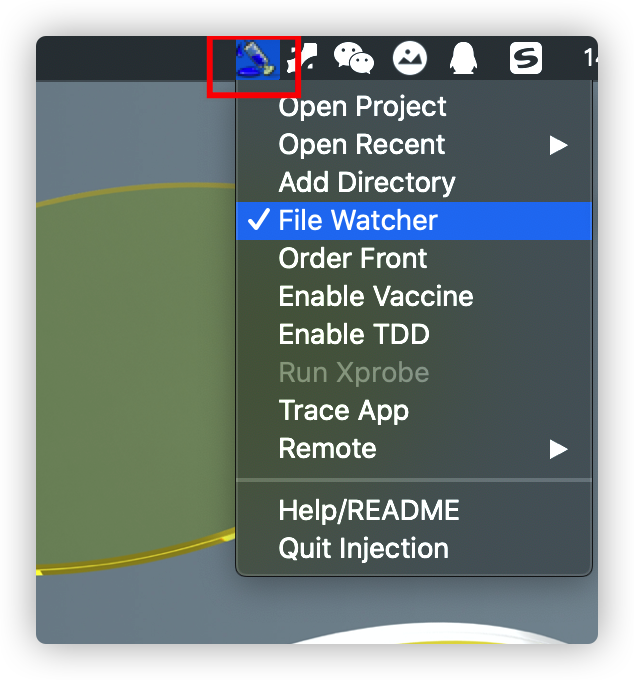 Open Project
Open Recent
Add Directory
File Watcher
Order Front
Enable Vaccine
Enable TDD
Run Xprobe
Trace App
Remote
Help/README
Quit Injection